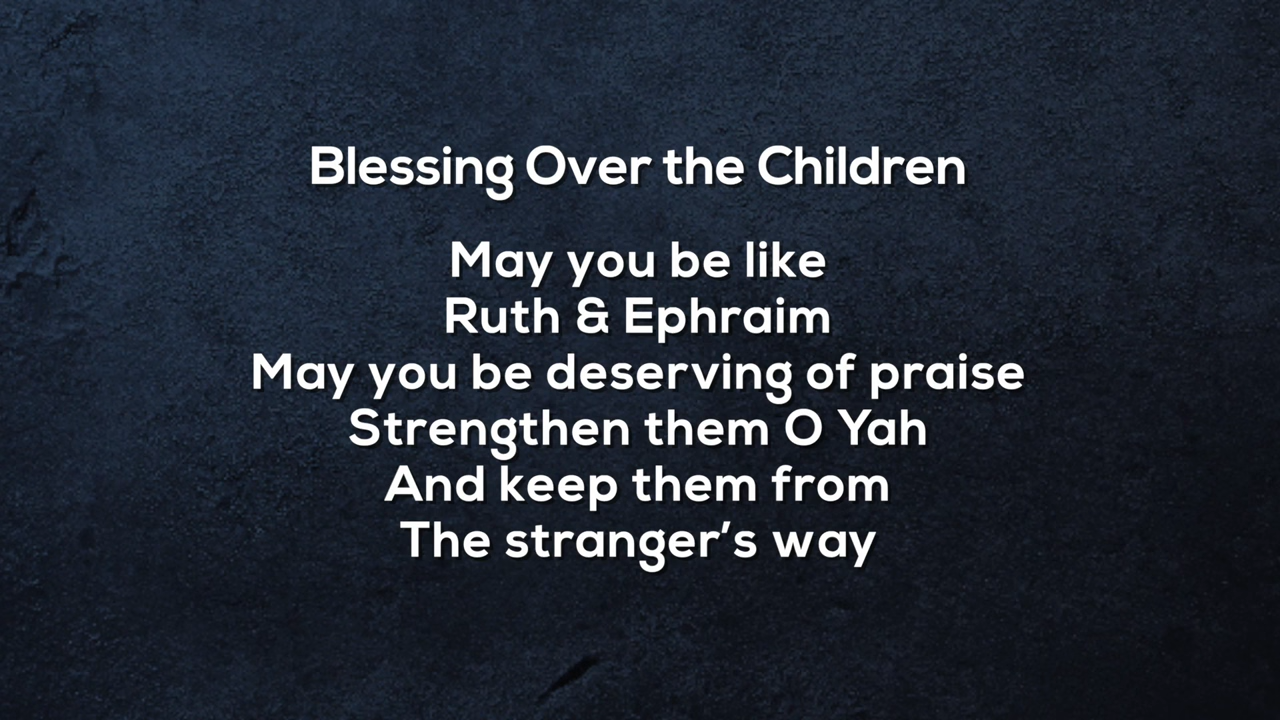 Blessing Over the Children
May you be like
Ruth & Ephraim
May you be deserving of praise
Strengthen them O Yah
And keep them from
The stranger’s way